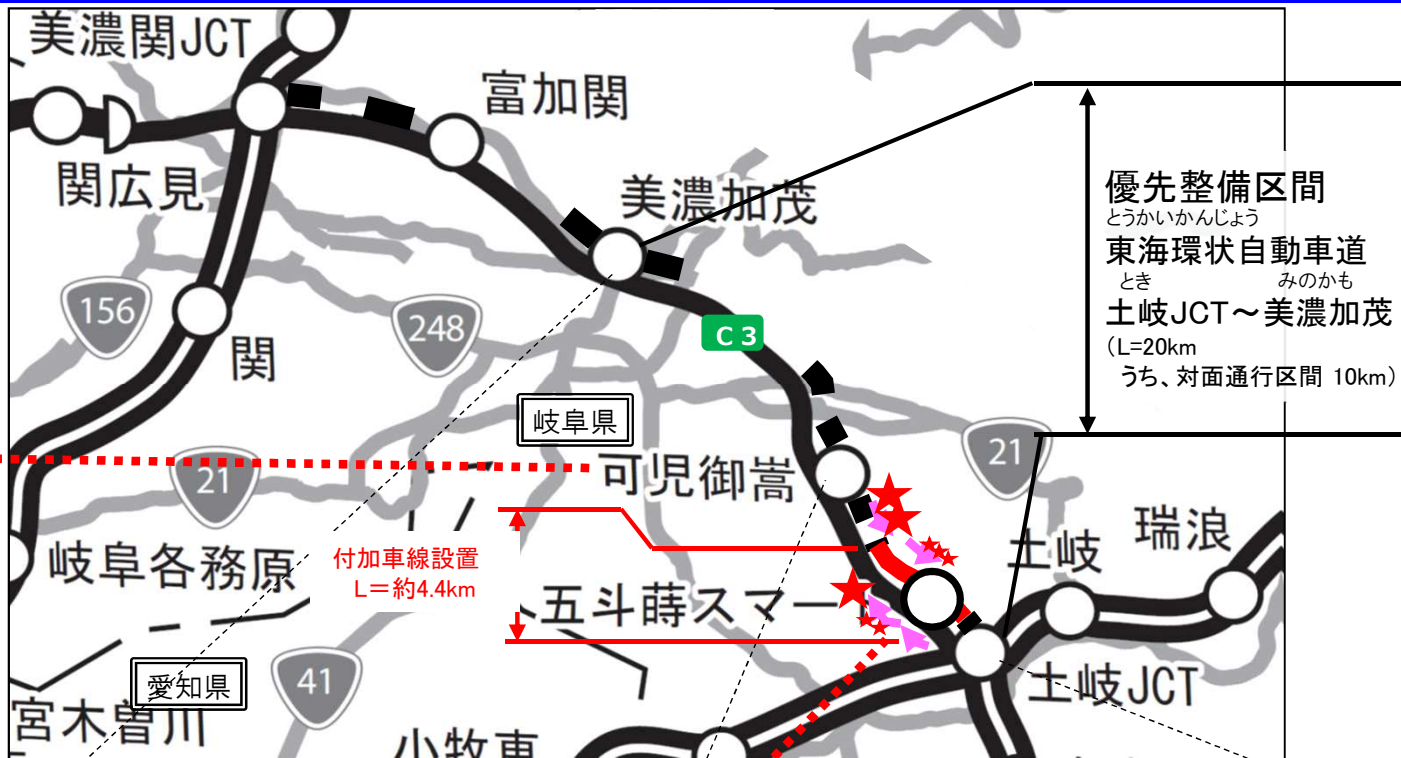 美濃関JCT
富加関
関広見
美濃加茂
156
関
248
C3
優先整備区間
とうかいかんじょう
東海環状自動車道
とき みのかも
土岐JCT～美濃加茂
(L=20km
うち、対面通行区間 10km)
岐阜県
21
21
可児御嵩
岐阜各務原
付加車線設置
L=約4.4km
五斗蒔スマー
土岐
瑞浪
愛知県
41
土岐JCT
宮木曽川
小牧東